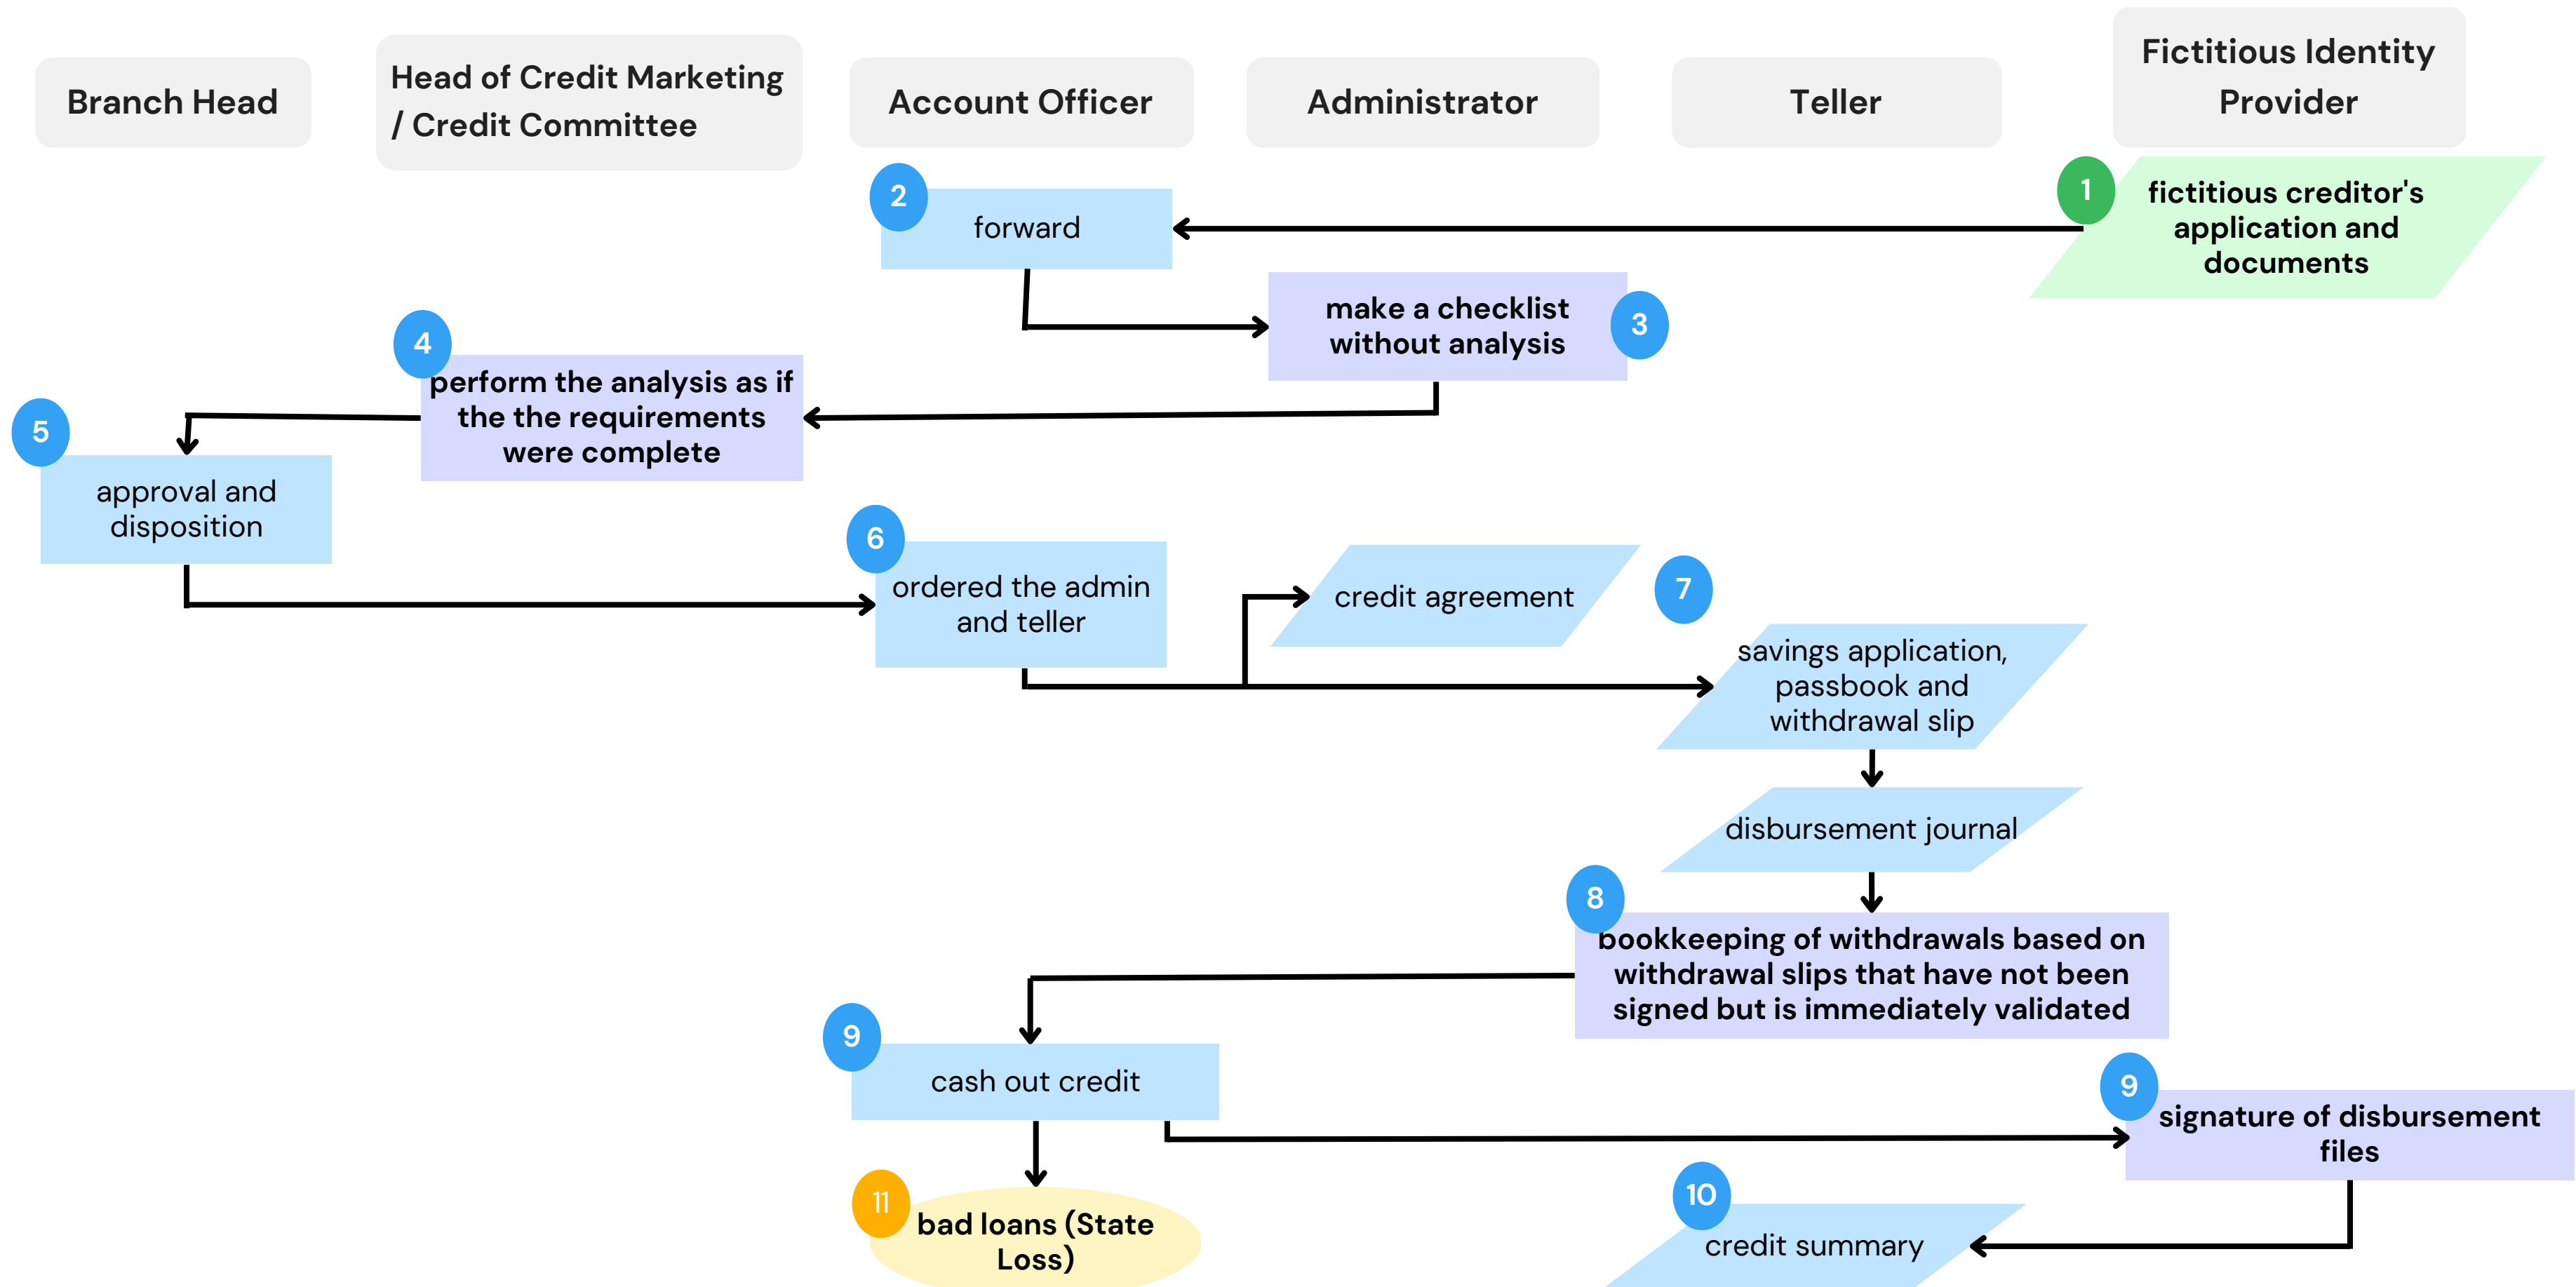 Branch Head
Head of Credit Marketing
/ Credit Committee
Account Officer
Administrator
Teller
Fictitious Identity
Provider
1
fictitious creditor's
application and
documents
2
forward
3
make a checklist
without analysis
4
perform the analysis as if
the the requirements
were complete
5
approval and
disposition
6
ordered the admin
and teller
credit agreement
7
savings application,
passbook and
withdrawal slip
disbursement journal
8
bookkeeping of withdrawals based on
withdrawal slips that have not been
signed but is immediately validated
9
cash out credit
9
signature of disbursement
files
10
credit summary
11
bad loans (State
Loss)